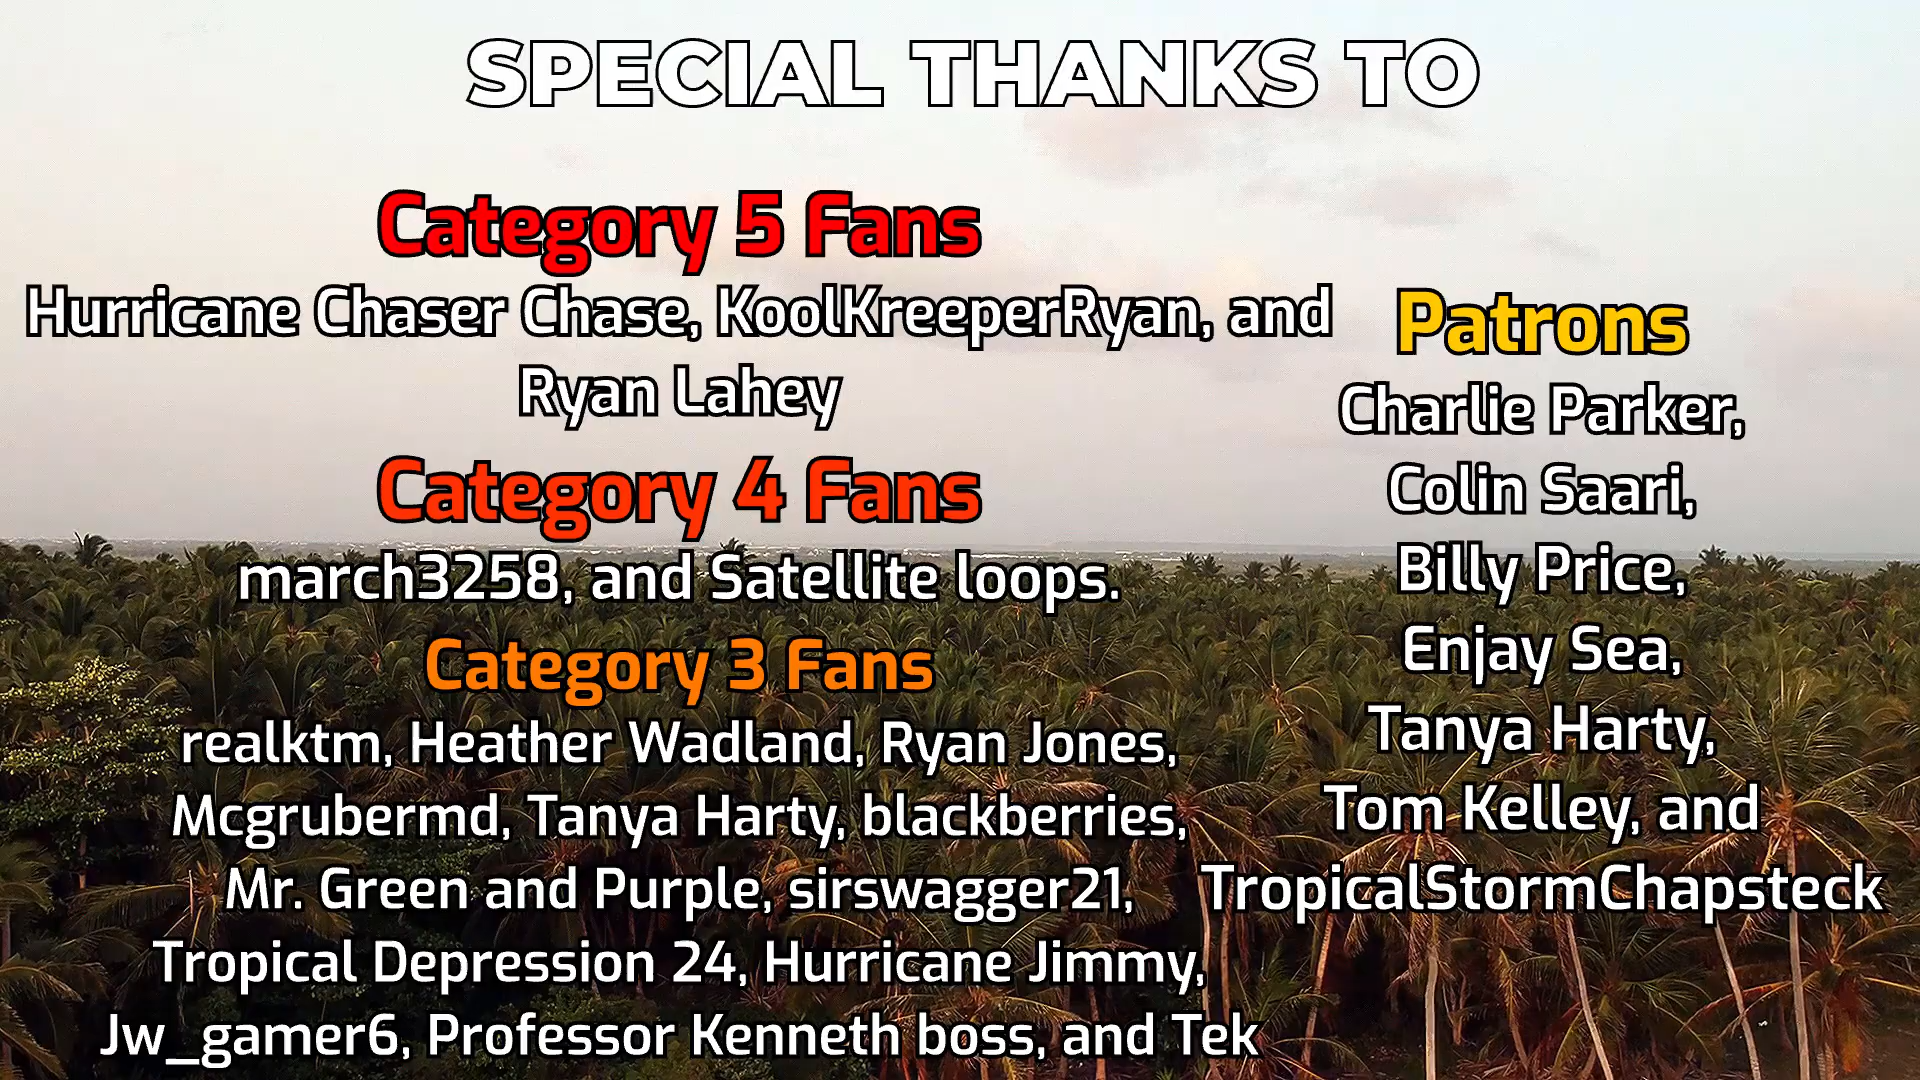 SPECIAL THANKS TO
Category 5 Fans
Hurricane Chaser Chase, KoolKreeperRyan, and
Ryan Lahey
Category 4 Fans
march3258, and Satellite loops.
Category 3 Fans
realktm, Heather Wadland, Ryan Jones,
Mcgrubermd, Tanya Harty, blackberries,
Mr. Green and Purple, sirswagger21,
Tropical Depression 24, Hurricane Jimmy,
Jw_gamer6, Professor Kenneth boss, and Tek
Patrons
Charlie Parker,
Colin Saari,
Billy Price,
Enjay Sea,
Tanya Harty,
Tom Kelley, and
TropicalStormChapsteck